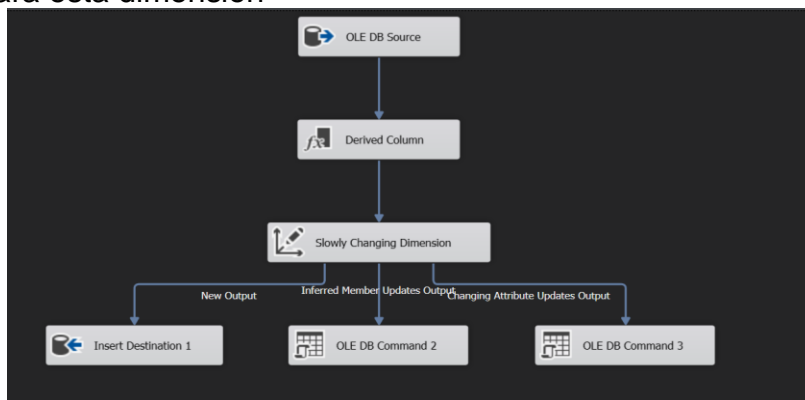 para esta dimensión
OLE DB Source
Derived Column
Slowly Changing Dimension
New Output
Inferred Member Updates Output
Changing Attribute Updates Output
Insert Destination 1
OLE DB Command 2
OLE DB Command 3